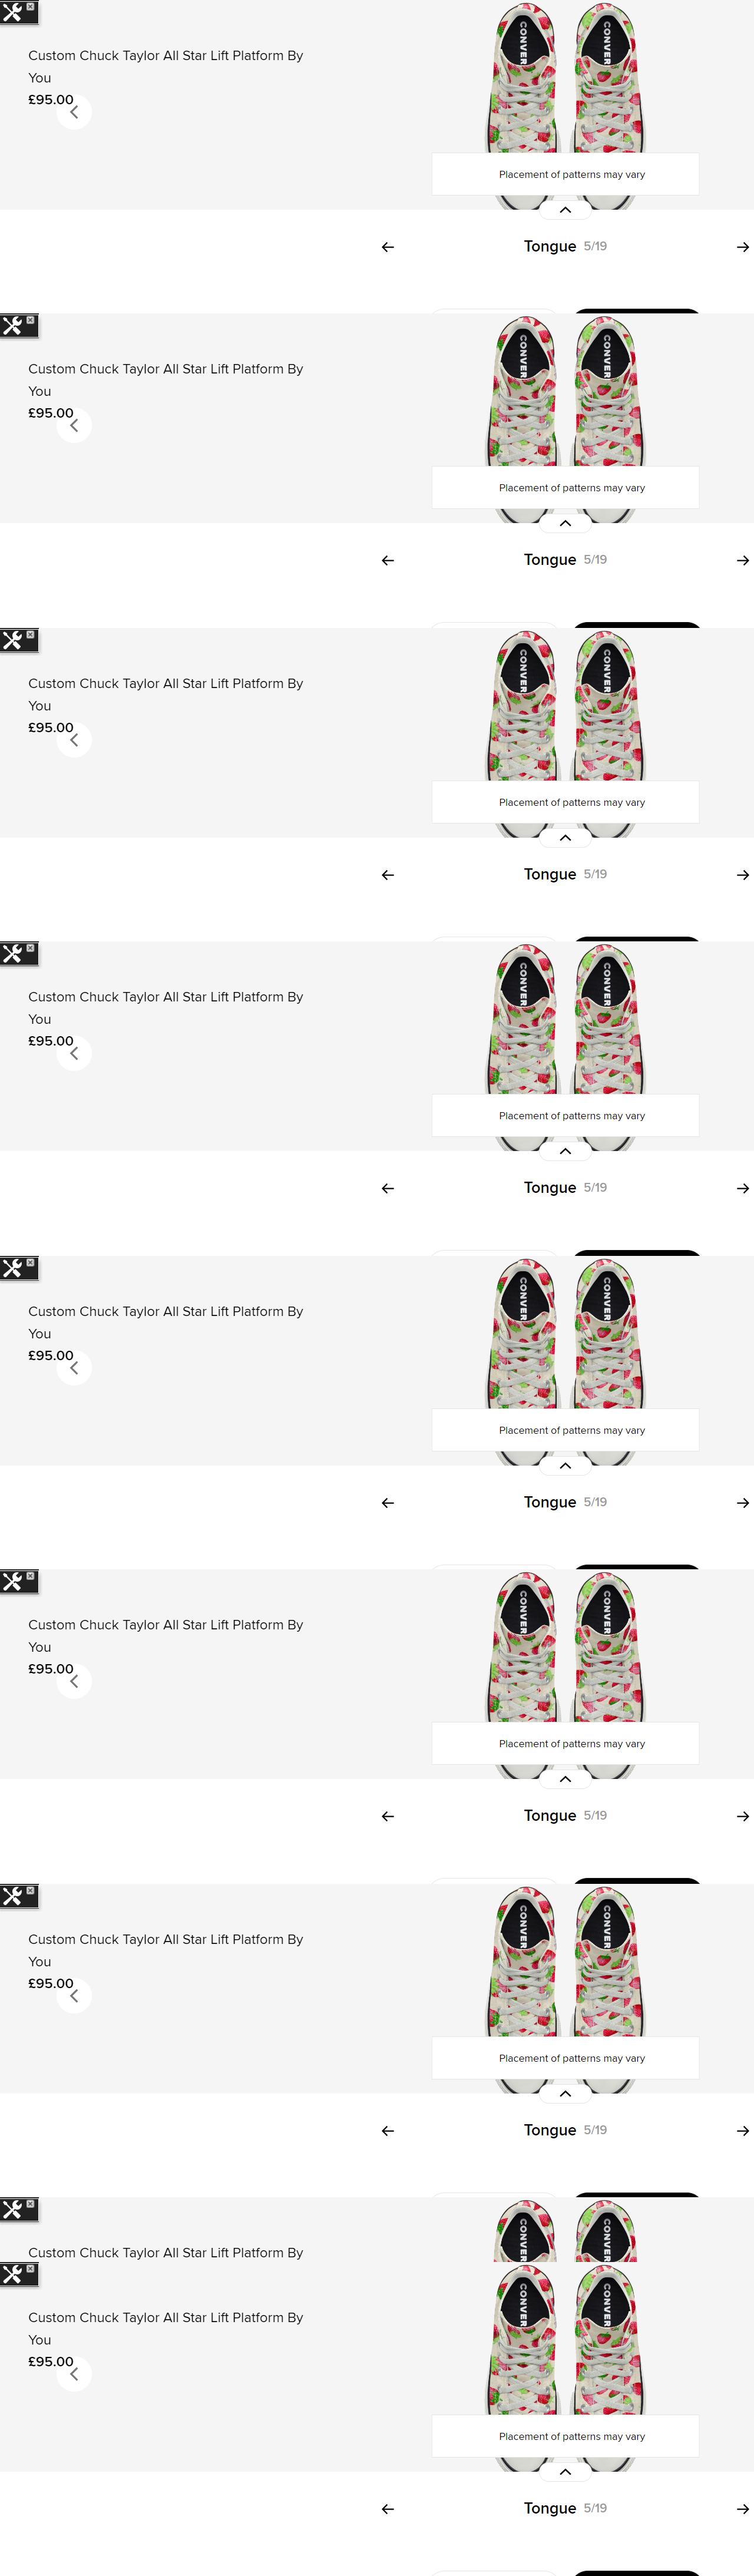 Custom Chuck Taylor All Star Lift Platform By
You
£95.00
CONVER
CONVER
Placement of patterns may vary
Tongue 5/19
Custom Chuck Taylor All Star Lift Platform By
You
£95.00
CONVER
CONVER
Placement of patterns may vary
Tongue 5/19
Custom Chuck Taylor All Star Lift Platform By
You
£95.00
CONVER
CONVER
Placement of patterns may vary
Tongue 5/19
Custom Chuck Taylor All Star Lift Platform By
You
£95.00
CONVER
CONVER
Placement of patterns may vary
Tongue 5/19
Custom Chuck Taylor All Star Lift Platform By
You
£95.00
CONVER
CONVER
Placement of patterns may vary
Tongue 5/19
Custom Chuck Taylor All Star Lift Platform By
You
£95.00
CONVER
CONVER
Placement of patterns may vary
Tongue 5/19
Custom Chuck Taylor All Star Lift Platform By
You
£95.00
CONVER
CONVER
Placement of patterns may vary
Tongue 5/19
Custom Chuck Taylor All Star Lift Platform By
CONVER
CONVER
Custom Chuck Taylor All Star Lift Platform By
You
£95.00
CONVER
CONVER
Placement of patterns may vary
Tongue 5/19